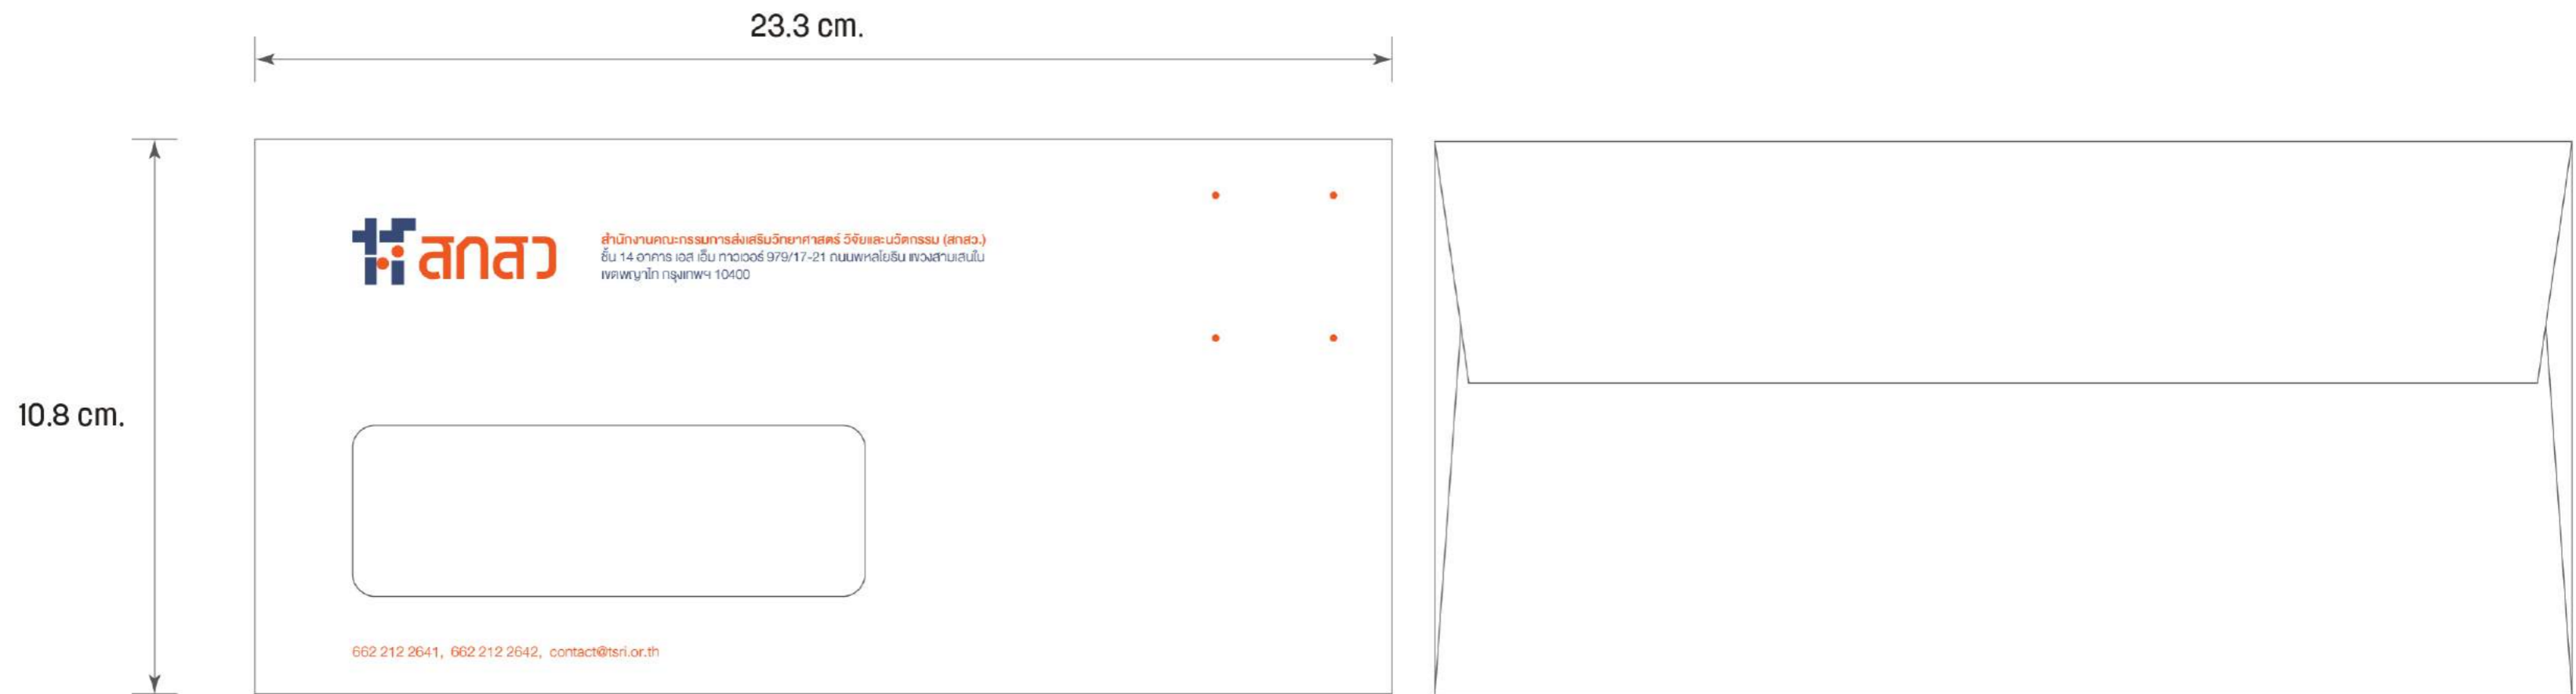 23.3 cm.
10.8 cm.
สกสว
สำนักงานคณะกรรมการส่งเสริมวิทยาศาสตร์ วิจัยและนวัตกรรม (สกสว.)
ชั้น 14 อาคาร เอส เอ็ม ทาวเวอร์ 979/17-21 ถนนพหลโยธิน แขวงสามเสนใน
เขตพญาไท กรุงเทพฯ 10400
662 212 2641, 662 212 2642, contact@tsri.or.th